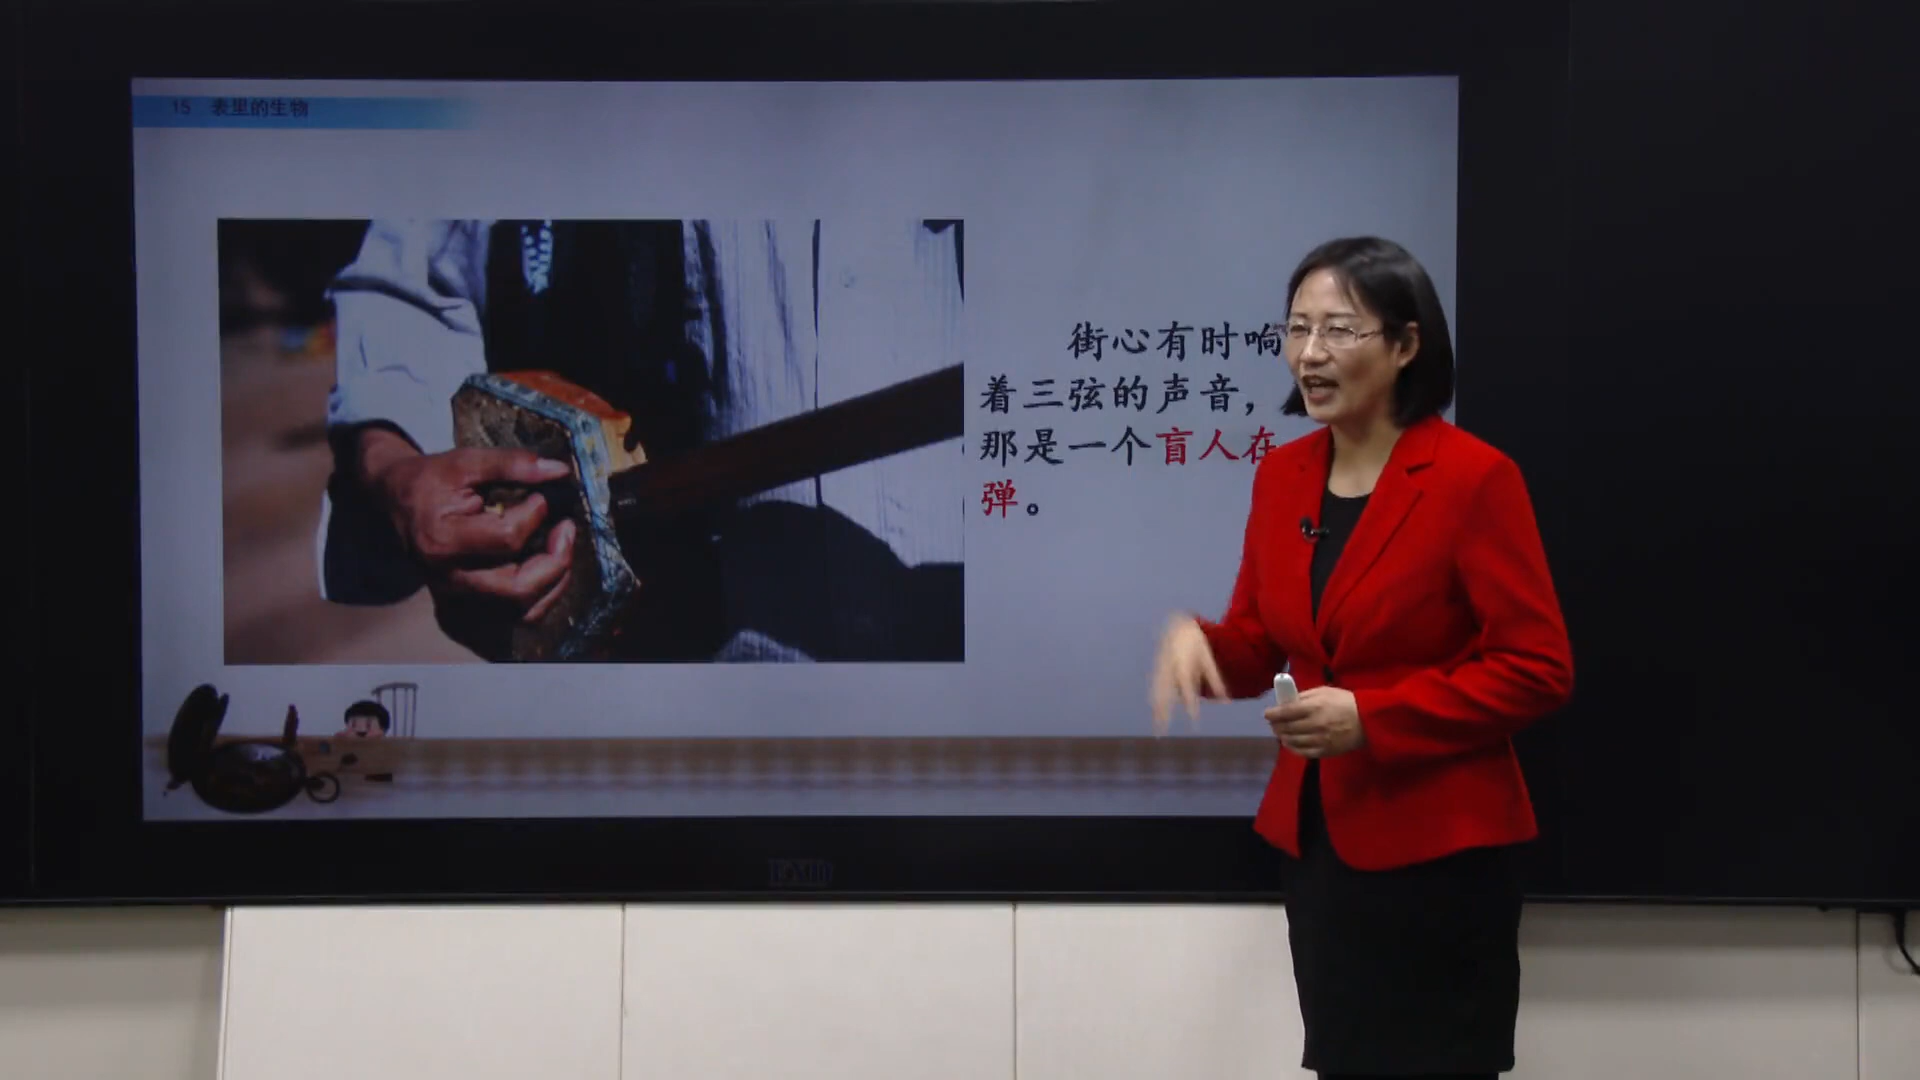 15 表里的生物
街心有时响
着三弦的声音，
那是一个盲人在
弹。